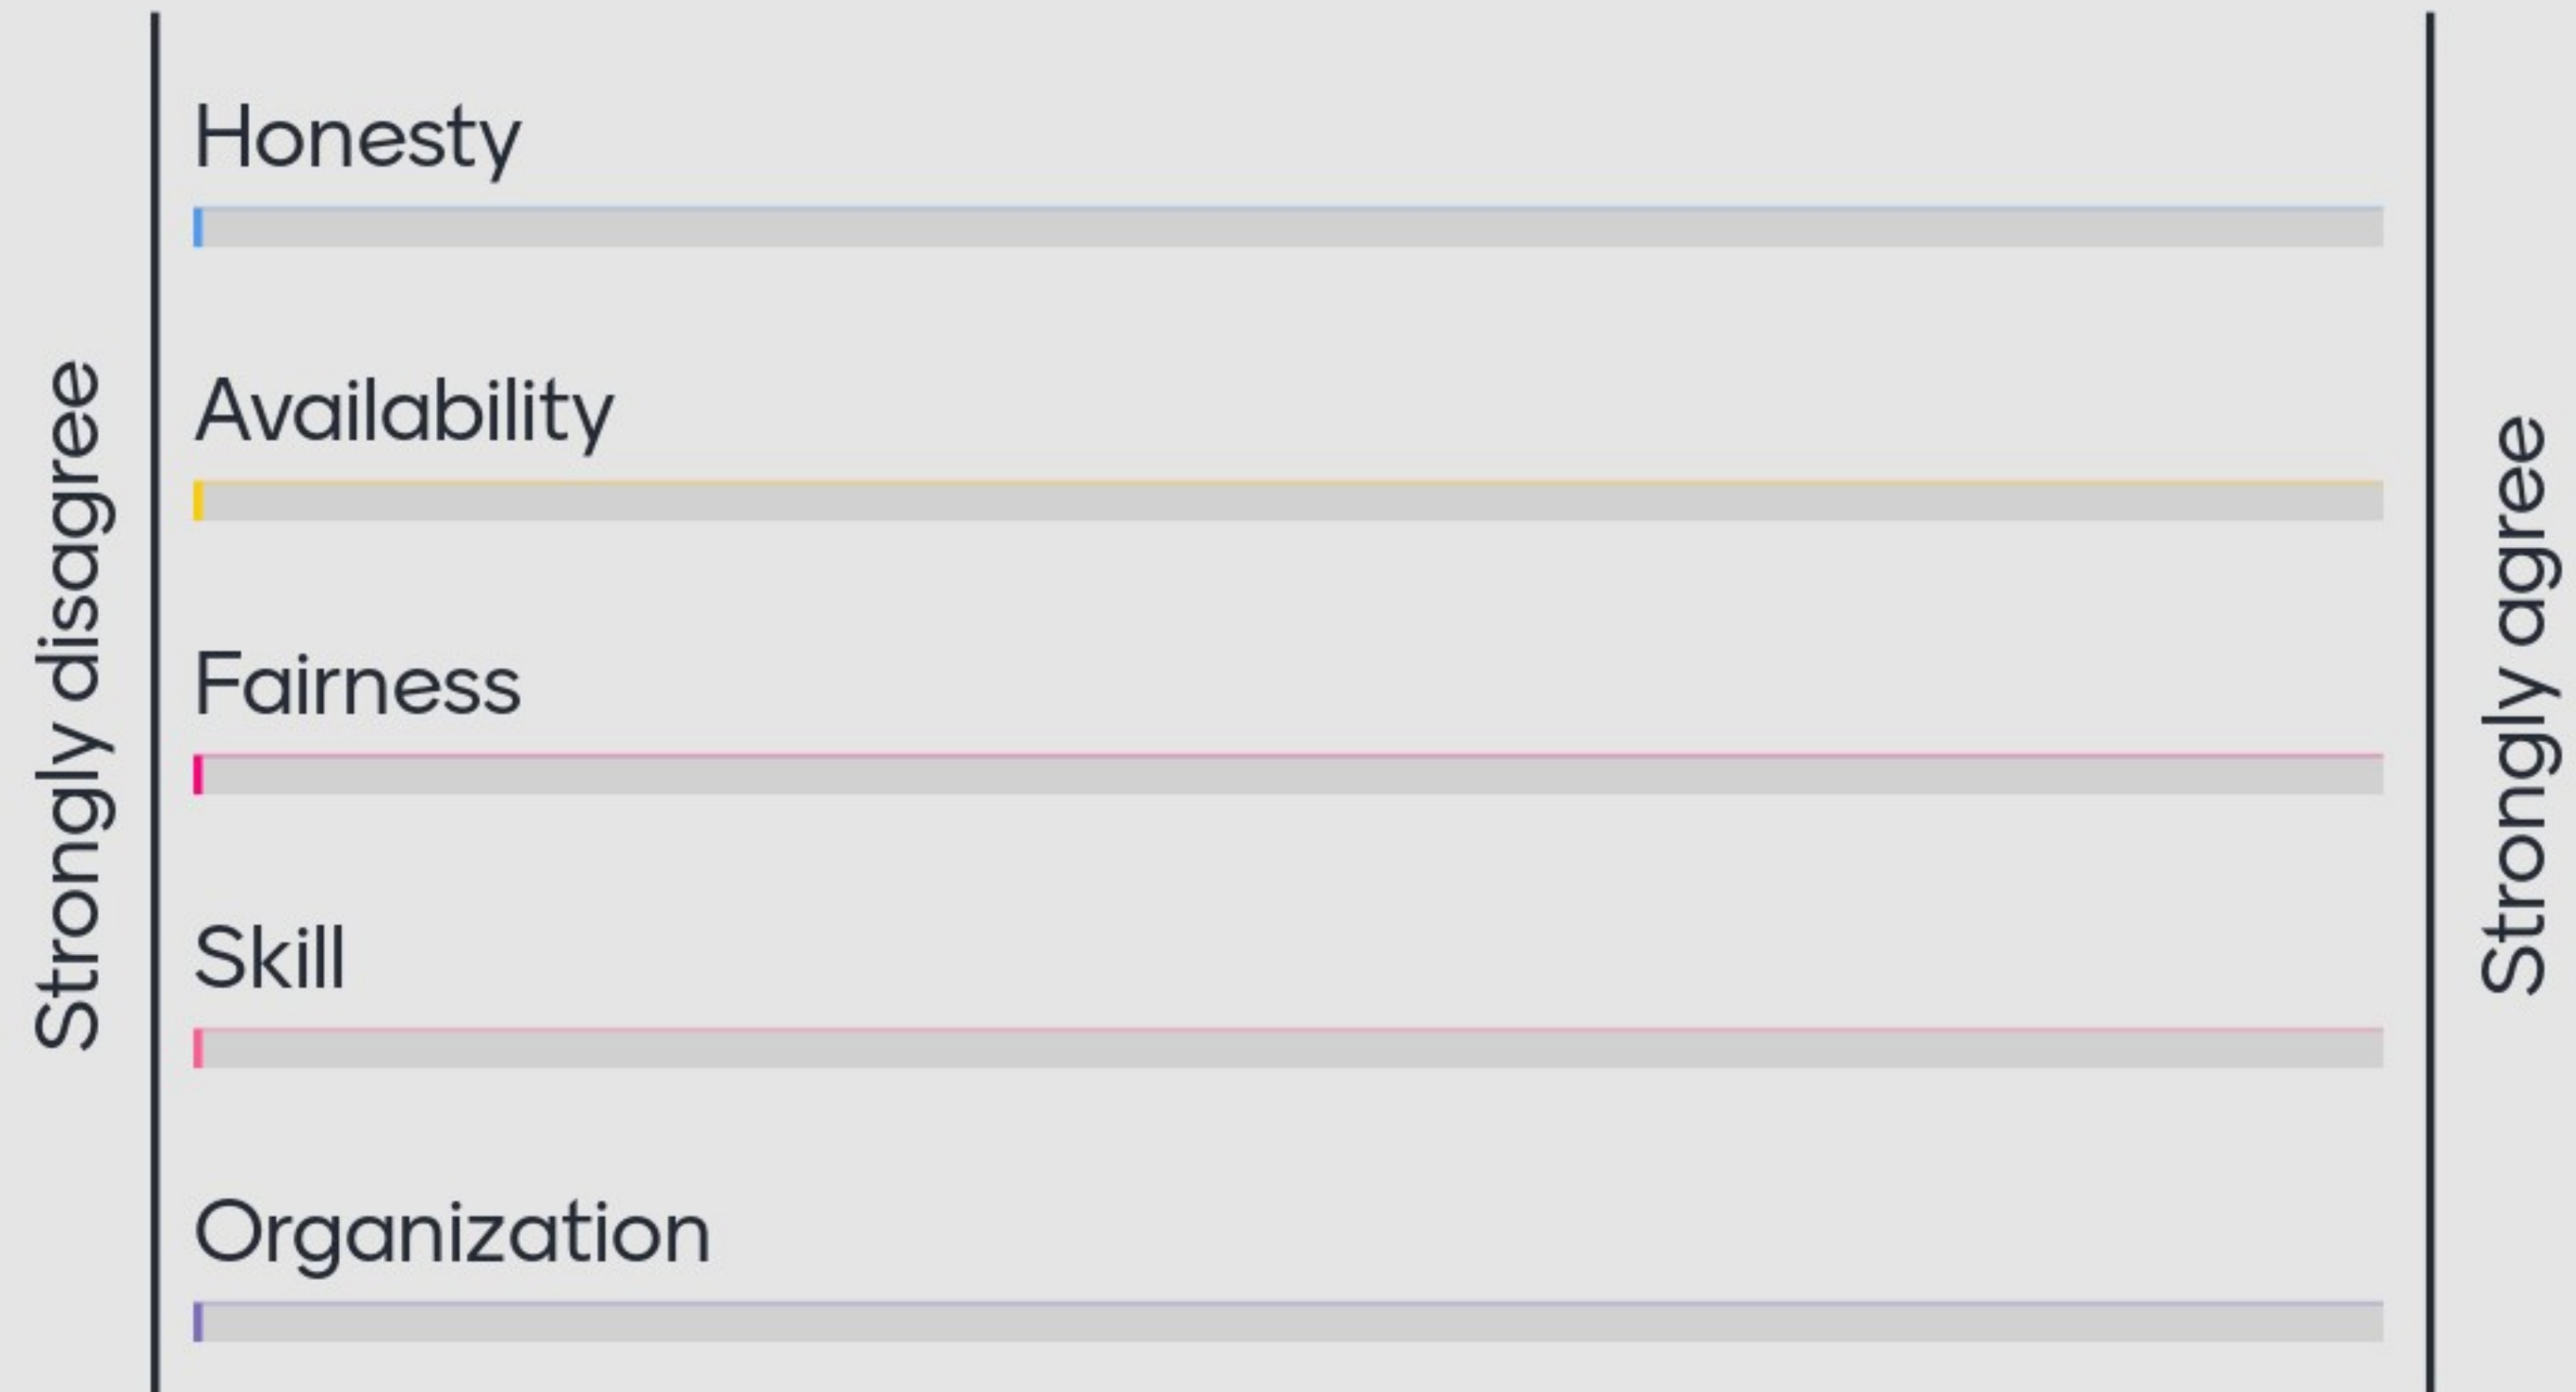 Strongly disagree
Honesty
Availability
Fairness
Skill
Organization
Strongly agree